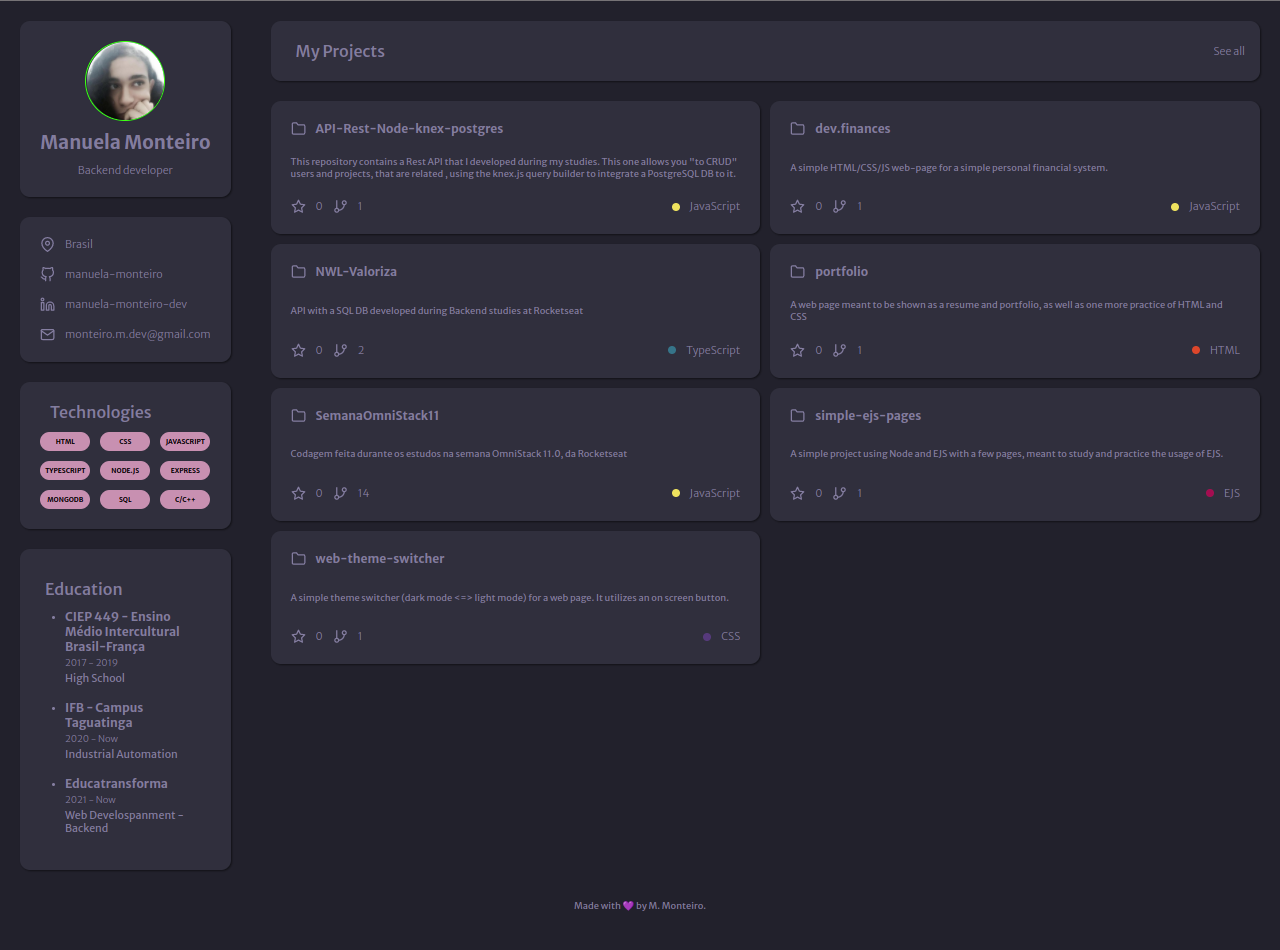 Manuela Monteiro
Backend developer
Brasil
manuela-monteiro
manuela-monteiro-dev
monteiro.m.dev@gmail.com
Technologies
HTML CSS JAVASCRIPT
TYPESCRIPT NODE.JS EXPRESS
MONGODB SQL C/C++
Education
• CIEP 449 - Ensino
Médio Intercultural
Brasil-França
2017 - 2019
High School
• IFB - Campus
Taguatinga
2020 - Now
Industrial Automation
• Educatransforma
2021 - Now
Web Develospanment -
Backend
My Projects See all
API-Rest-Node-knex-postgres
This repository contains a Rest API that I developed during my studies. This one allows you "to CRUD"
users and projects, that are related , using the knex.js query builder to integrate a PostgreSQL DB to it.
0 1 JavaScript
dev.finances
A simple HTML/CSS/JS web-page for a simple personal financial system.
0 1 JavaScript
NWL-Valoriza
API with a SQL DB developed during Backend studies at Rocketseat
0 2 TypeScript
portfolio
A web page meant to be shown as a resume and portfolio, as well as one more practice of HTML and
CSS
0 1 HTML
SemanaOmniStack11
Codagem feita durante os estudos na semana OmniStack 11.0, da Rocketseat
0 14 JavaScript
simple-ejs-pages
A simple project using Node and EJS with a few pages, meant to study and practice the usage of EJS.
0 1 EJS
web-theme-switcher
A simple theme switcher (dark mode <=> light mode) for a web page. It utilizes an on screen button.
0 1 CSS
Made with 💜 by M. Monteiro.